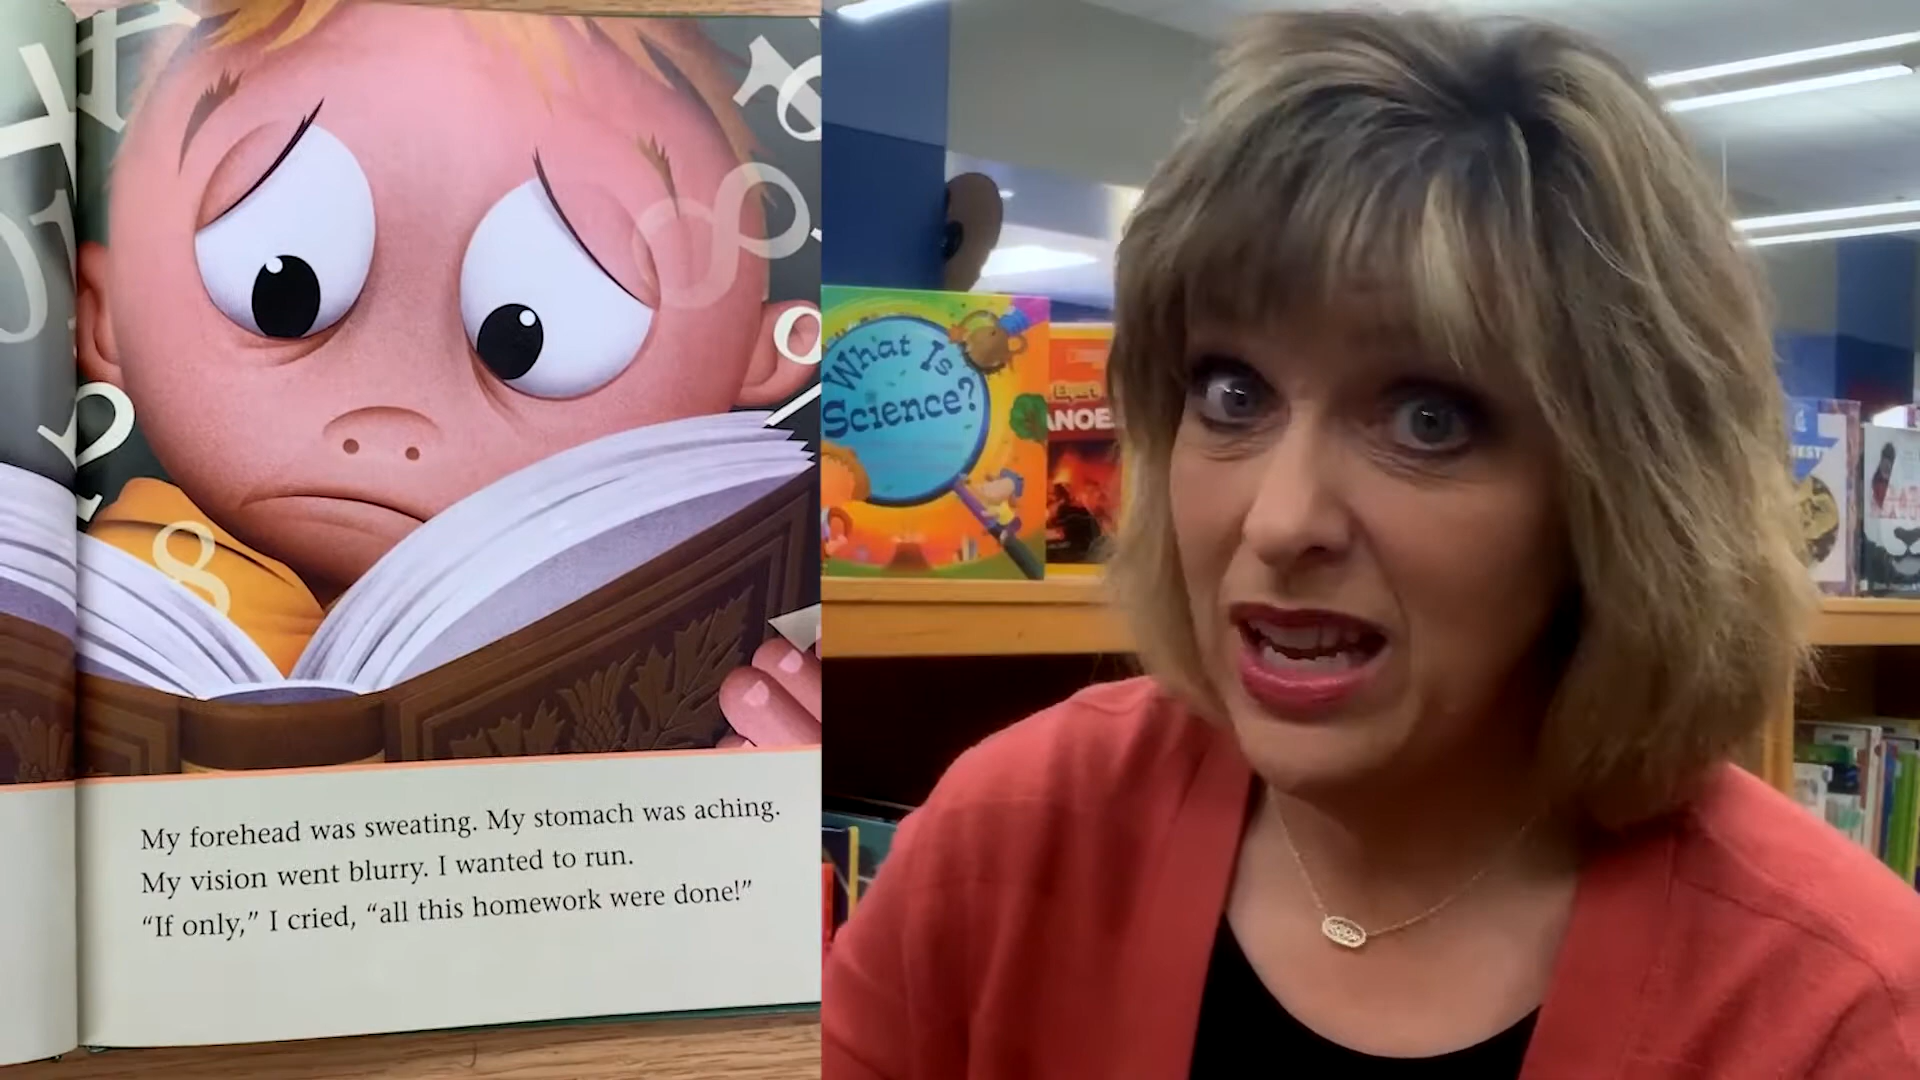 My forehead was sweating. My stomach was aching.
My vision went blurry. I wanted to run.
“If only,” I cried, “all this homework were done!”
What Is
Science?